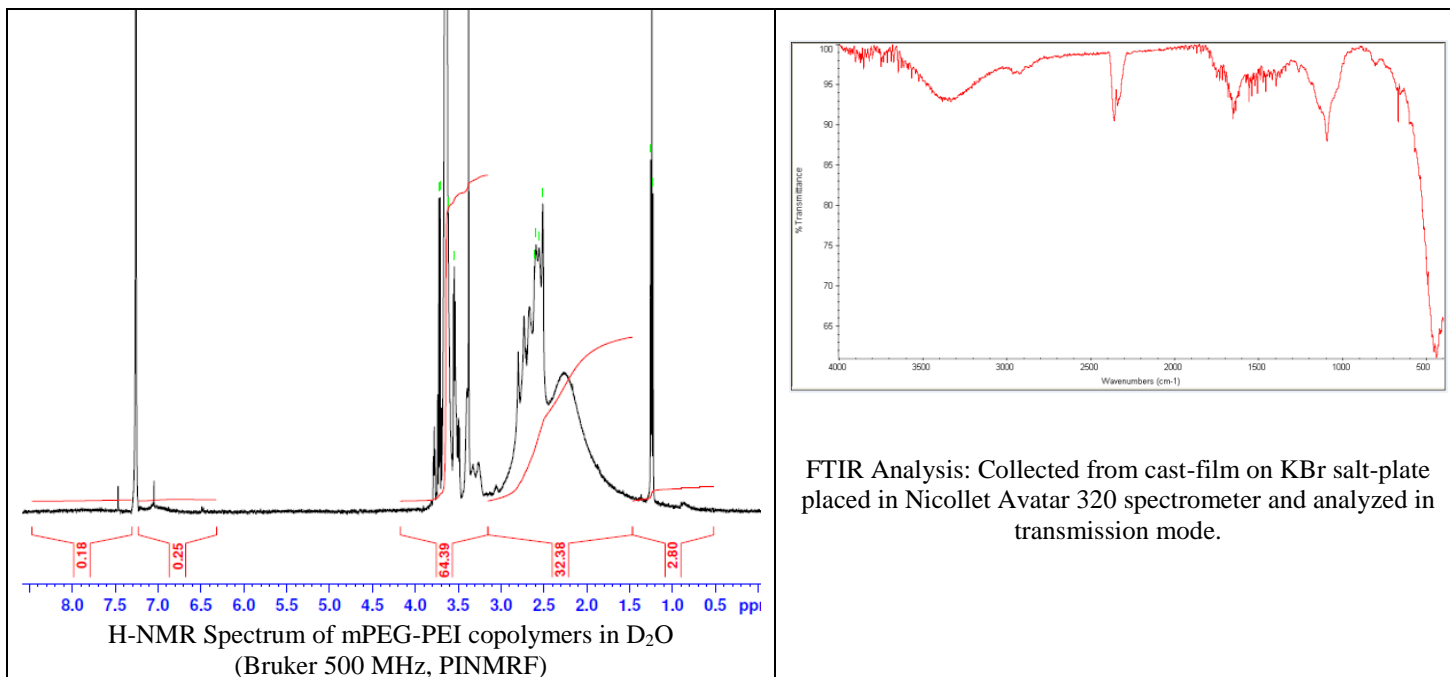 0.18
0.25
64.39
32.38
2.80
8.0 7.5 7.0 6.5 6.0 5.5 5.0 4.5 4.0 3.5 3.0 2.5 2.0 1.5 1.0 0.5 ppm
H-NMR Spectrum of mPEG-PEI copolymers in D₂O
(Bruker 500 MHz, PINMRF)
100
95
90
85
80
75
70
65
%Transmittance
4000 3500 3000 2500 2000 1500 1000 500
Wavenumbers (cm-1)
FTIR Analysis: Collected from cast-film on KBr salt-plate
placed in Nicollet Avatar 320 spectrometer and analyzed in
transmission mode.